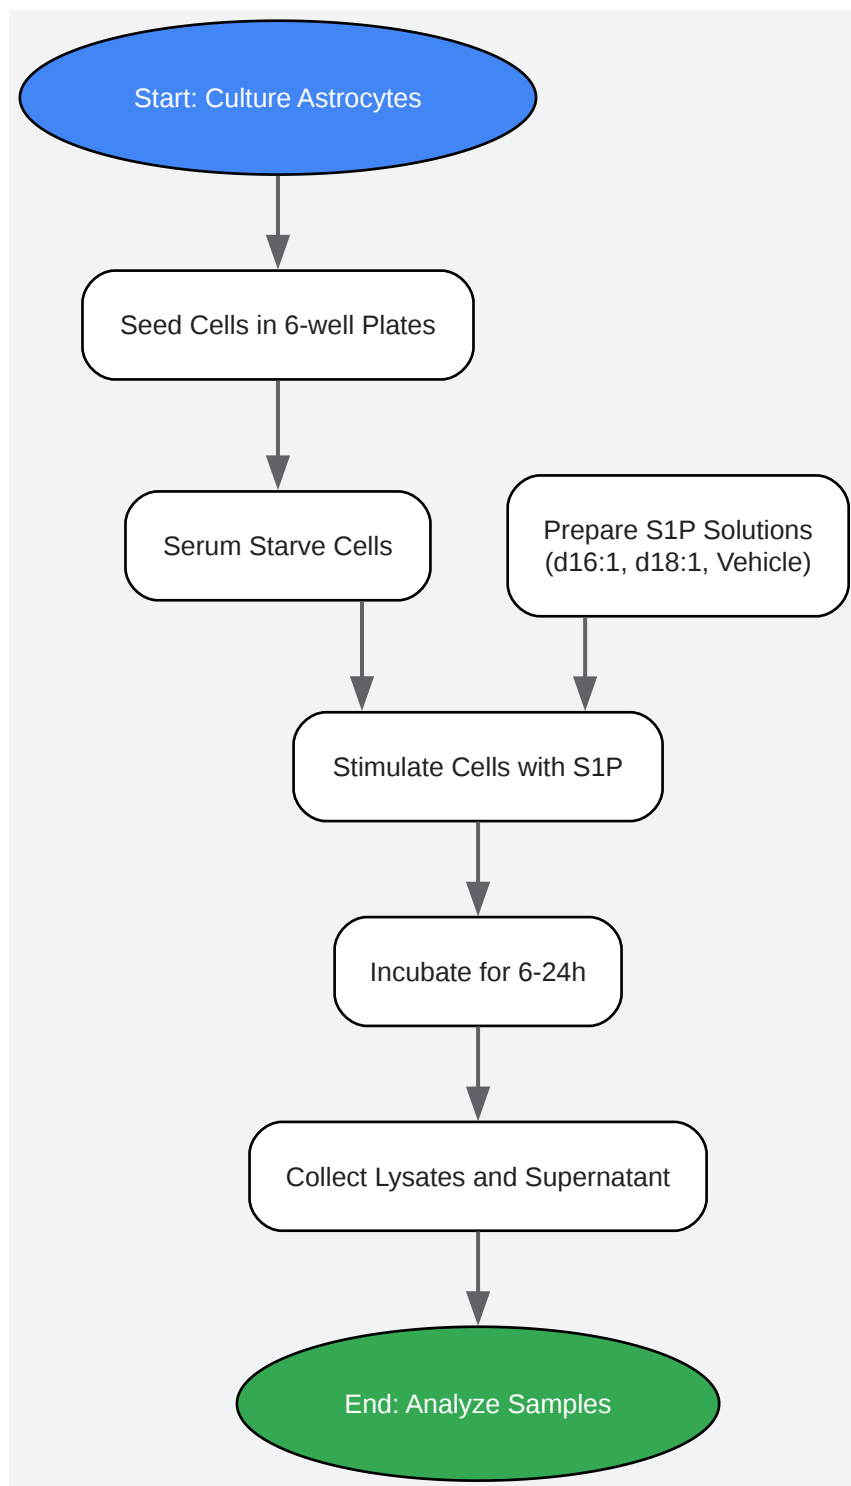 Start: Culture Astrocytes
Seed Cells in 6-well Plates
Serum Starve Cells
Prepare S1P Solutions
(d16:1, d18:1, Vehicle)
Stimulate Cells with S1P
Incubate for 6-24h
Collect Lysates and Supernatant
End: Analyze Samples